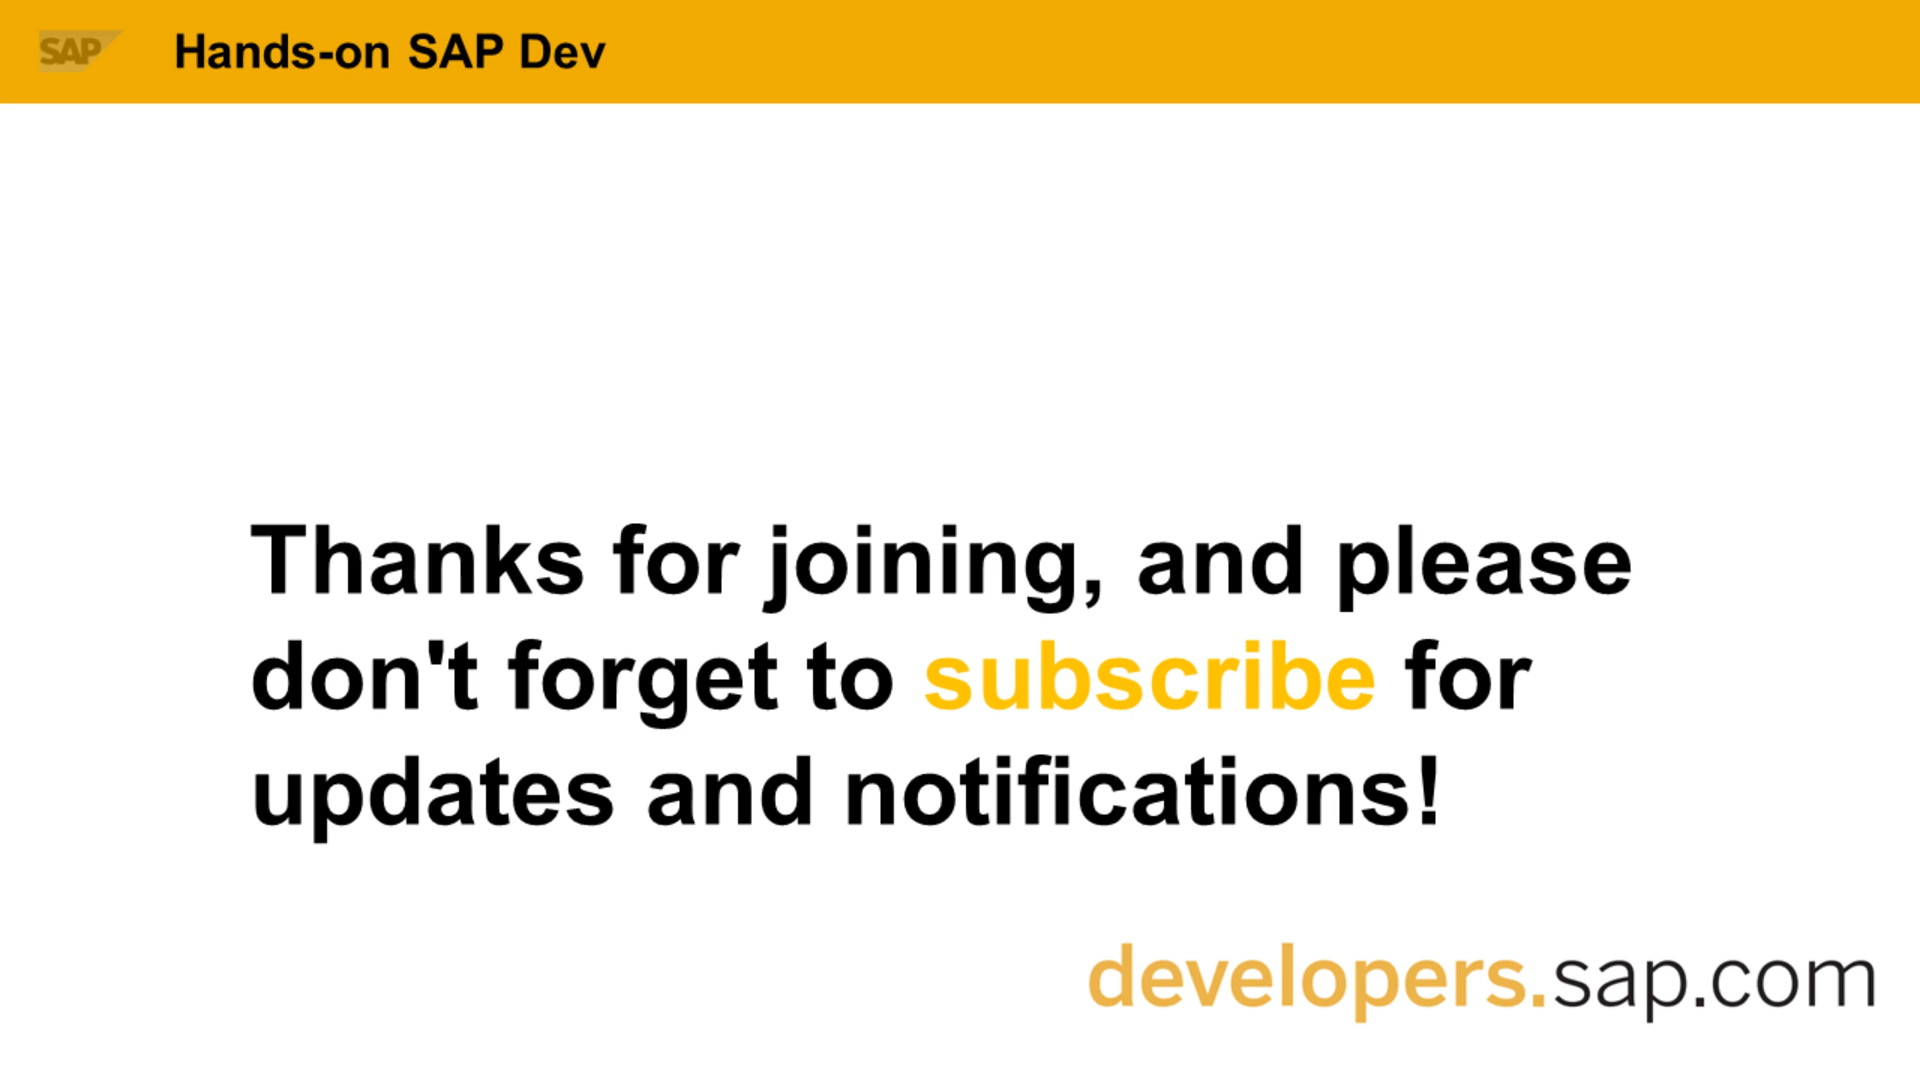 SAP
Hands-on SAP Dev
Thanks for joining, and please
don't forget to subscribe for
updates and notifications!
developers.sap.com